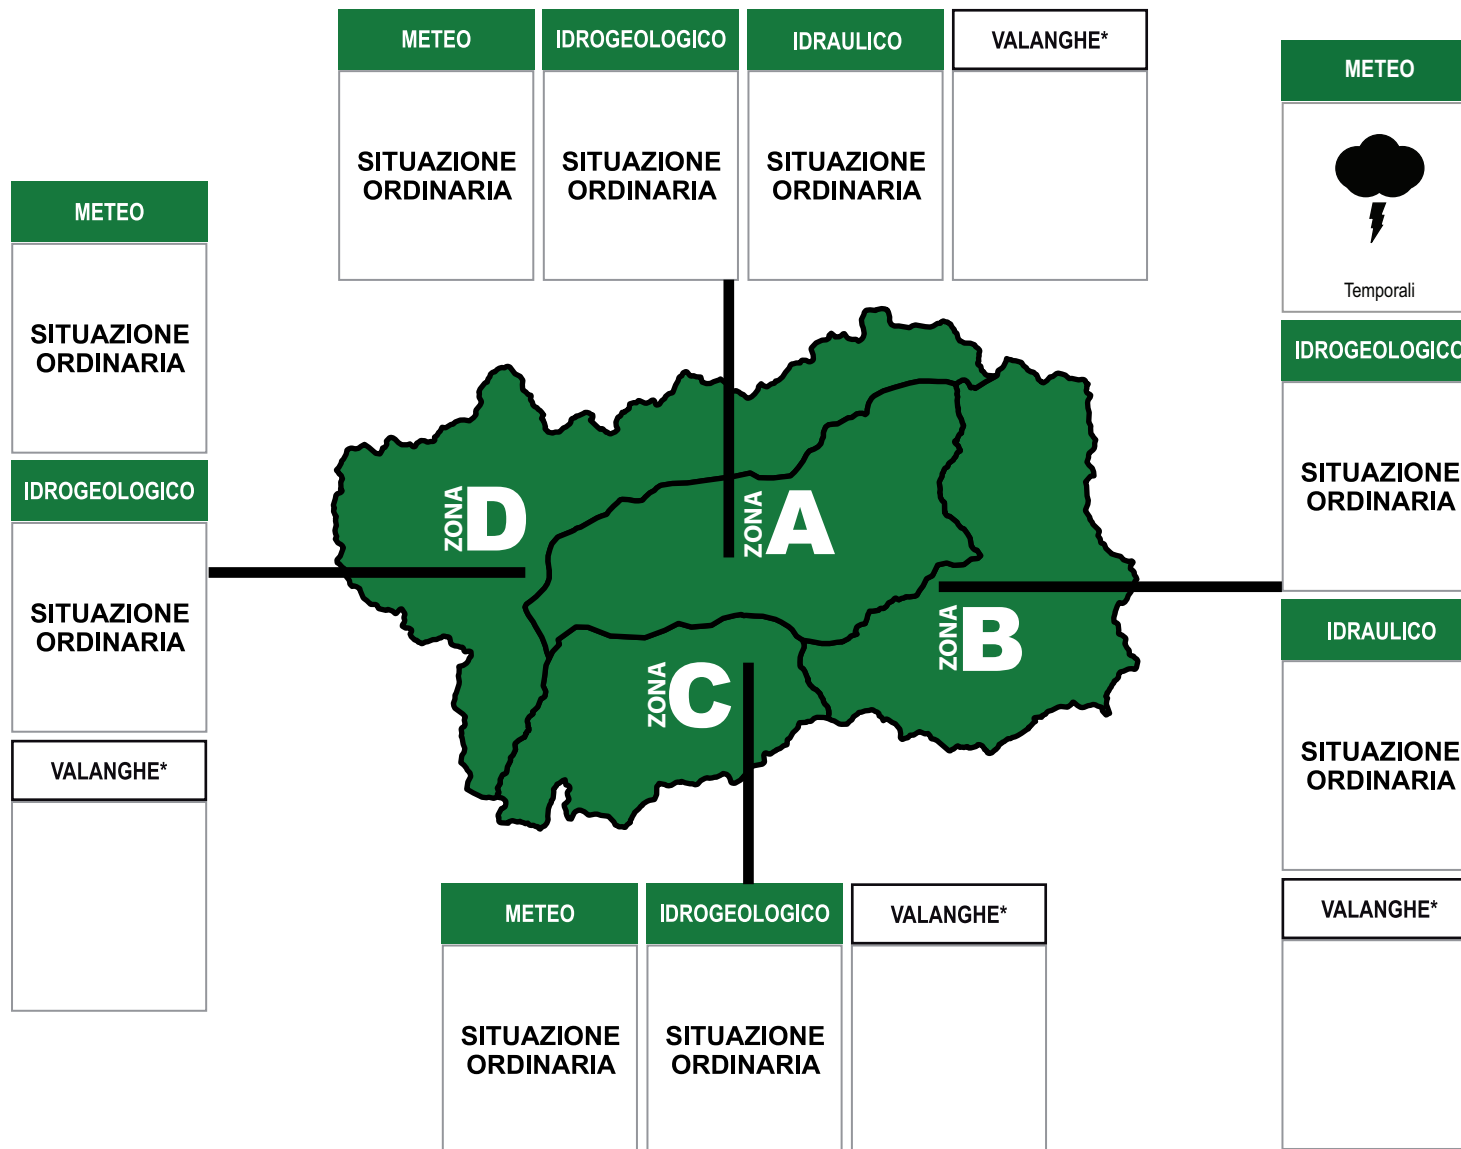 METEO
IDROGEOLOGICO
IDRAULICO
VALANGHE*
SITUAZIONE
ORDINARIA
SITUAZIONE
ORDINARIA
SITUAZIONE
ORDINARIA
METEO
Temporali
IDROGEOLOGICO
SITUAZIONE
ORDINARIA
IDRAULICO
SITUAZIONE
ORDINARIA
VALANGHE*
METEO
SITUAZIONE
ORDINARIA
IDROGEOLOGICO
SITUAZIONE
ORDINARIA
VALANGHE*
ZONA D
ZONA A
ZONA B
ZONA C
METEO
IDROGEOLOGICO
VALANGHE*
SITUAZIONE
ORDINARIA
SITUAZIONE
ORDINARIA